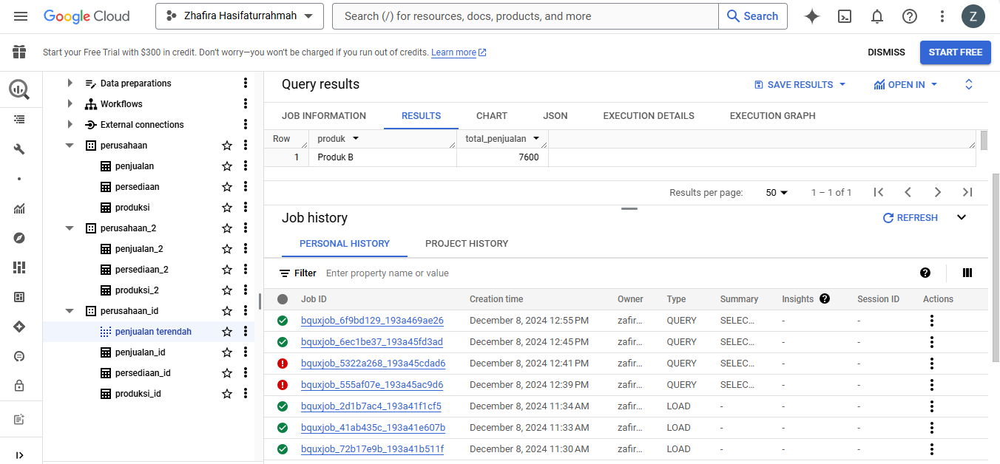 Google Cloud
Zhafira Hasifaturrahmah
Search (/) for resources, docs, products, and more
Search
Z
Start your Free Trial with $300 in credit. Don't worry—you won't be charged if you run out of credits. Learn more
DISMISS
START FREE
Data preparations
Workflows
External connections
perusahaan
penjualan
persediaan
produksi
perusahaan_2
penjualan_2
persediaan_2
produksi_2
perusahaan_id
penjualan terendah
penjualan_id
persediaan_id
produksi_id
Query results
SAVE RESULTS
OPEN IN
JOB INFORMATION RESULTS CHART JSON EXECUTION DETAILS EXECUTION GRAPH
Row produk total_penjualan
1 Produk B 7600
Results per page: 50 1 – 1 of 1
Job history
REFRESH
PERSONAL HISTORY PROJECT HISTORY
Filter Enter property name or value
Job ID Creation time Owner Type Summary Insights Session ID Actions
bquxjob_6f9bd129_193a469ae26 December 8, 2024 12:55 PM zafir... QUERY SELEC... - -
bquxjob_6ec1be37_193a45fd3ad December 8, 2024 12:45 PM zafir... QUERY SELEC... - -
bquxjob_5322a268_193a45cdad6 December 8, 2024 12:41 PM zafir... QUERY SELEC... - -
bquxjob_555af07e_193a45ac9d6 December 8, 2024 12:39 PM zafir... QUERY SELEC... - -
bquxjob_2d1b7ac4_193a41f1cf5 December 8, 2024 11:34 AM zafir... LOAD - - -
bquxjob_41ab435c_193a41e607b December 8, 2024 11:33 AM zafir... LOAD - - -
bquxjob_72b17e9b_193a41b511f December 8, 2024 11:30 AM zafir... LOAD - - -